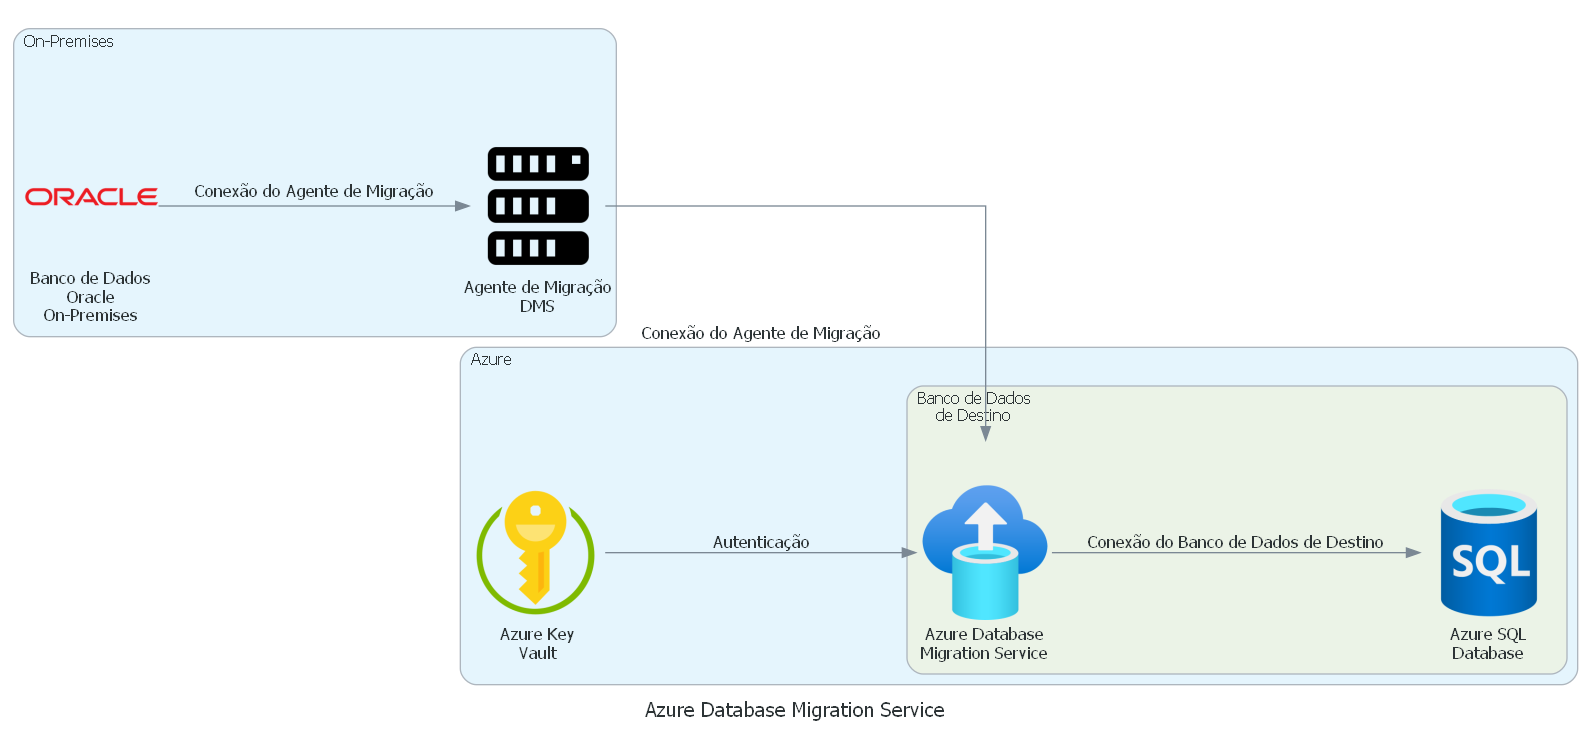 On-Premises
ORACLE
Conexão do Agente de Migração
Banco de Dados
Oracle
On-Premises
Agente de Migração
DMS
Conexão do Agente de Migração
Azure
Banco de Dados
de Destino
Autenticação
Conexão do Banco de Dados de Destino
SQL
Azure Key
Vault
Azure Database
Migration Service
Azure SQL
Database
Azure Database Migration Service